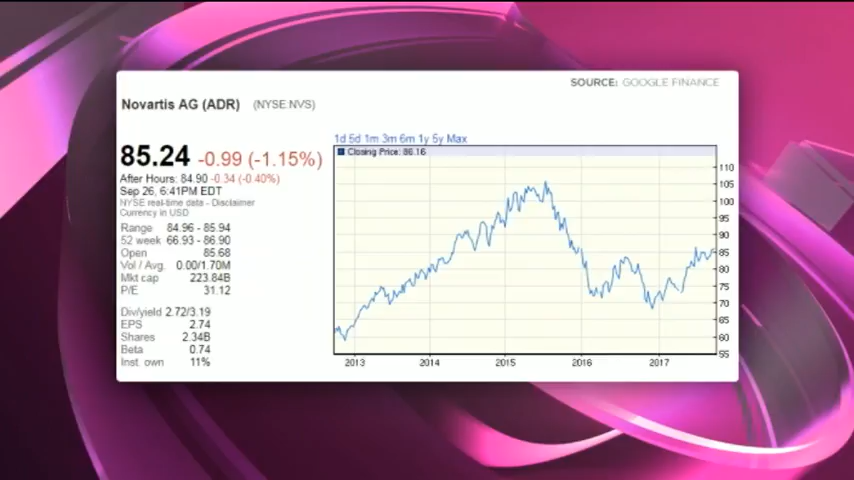 SOURCE: GOOGLE FINANCE
Novartis AG (ADR) (NYSE:NVS)
85.24 -0.99 (-1.15%)
After Hours: 84.90 -0.34 (-0.40%)
Sep 26, 6:41PM EDT
NYSE real-time data - Disclaimer
Currency in USD
Range 84.96 - 85.94
52 week 66.93 - 86.90
Open 85.68
Vol / Avg. 0.00/1.70M
Mkt cap 223.84B
P/E 31.12
Div/yield 2.72/3.19
EPS 2.74
Shares 2.34B
Beta 0.74
Inst. own 11%
1d 5d 1m 3m 6m 1y 5y Max
Closing Price: 86.16
110
105
100
95
90
85
80
75
70
65
60
55
2013 2014 2015 2016 2017